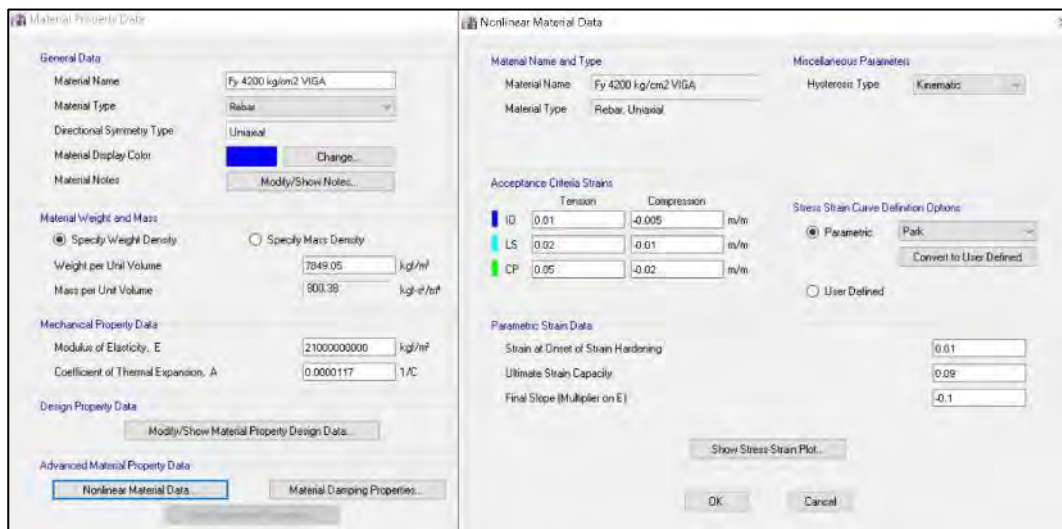 Material Property Data
General Data
Material Name Fy 4200 kg/cm2 VIGA
Material Type Rebar
Directional Symmetry Type Uniaxial
Material Display Color Change...
Material Notes Modify/Show Notes...
Material Weight and Mass
Specify Weight Density Specify Mass Density
Weight per Unit Volume 7849.05 kgf/m³
Mass per Unit Volume 800.38 kgf-s²/m⁴
Mechanical Property Data
Modulus of Elasticity, E 21000000000 kgf/m²
Coefficient of Thermal Expansion, A 0.0000117 1/C
Design Property Data
Modify/Show Material Property Design Data...
Advanced Material Property Data
Nonlinear Material Data... Material Damping Properties...
Nonlinear Material Data
Material Name and Type
Material Name Fy 4200 kg/cm2 VIGA
Material Type Rebar, Uniaxial
Miscellaneous Parameters
Hysteresis Type Kinematic
Acceptance Criteria Strains
Tension Compression
IO 0.01 -0.005 m/m
LS 0.02 -0.01 m/m
CP 0.05 -0.02 m/m
Stress Strain Curve Definition Options
Parametric Park
Convert to User Defined
User Defined
Parametric Strain Data
Strain at Onset of Strain Hardening 0.01
Ultimate Strain Capacity 0.09
Final Slope (Multiplier on E) -0.1
Show Stress-Strain Plot...
OK Cancel